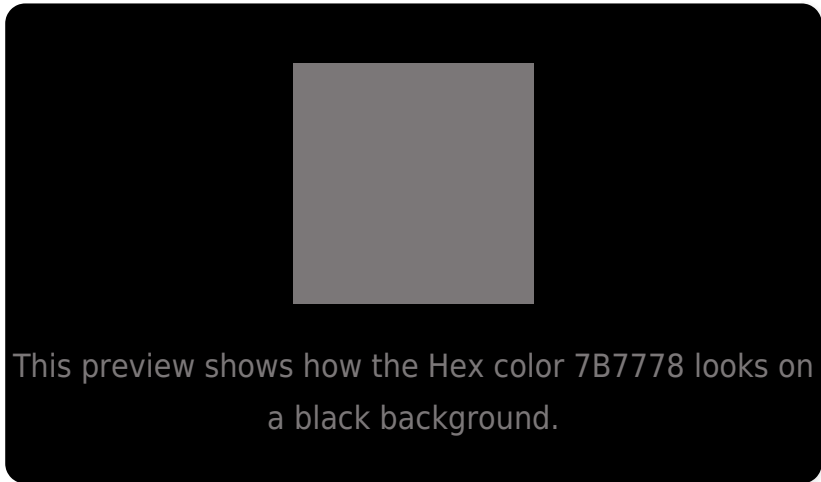 This preview shows how the Hex color 7B7778 looks on
a black background.